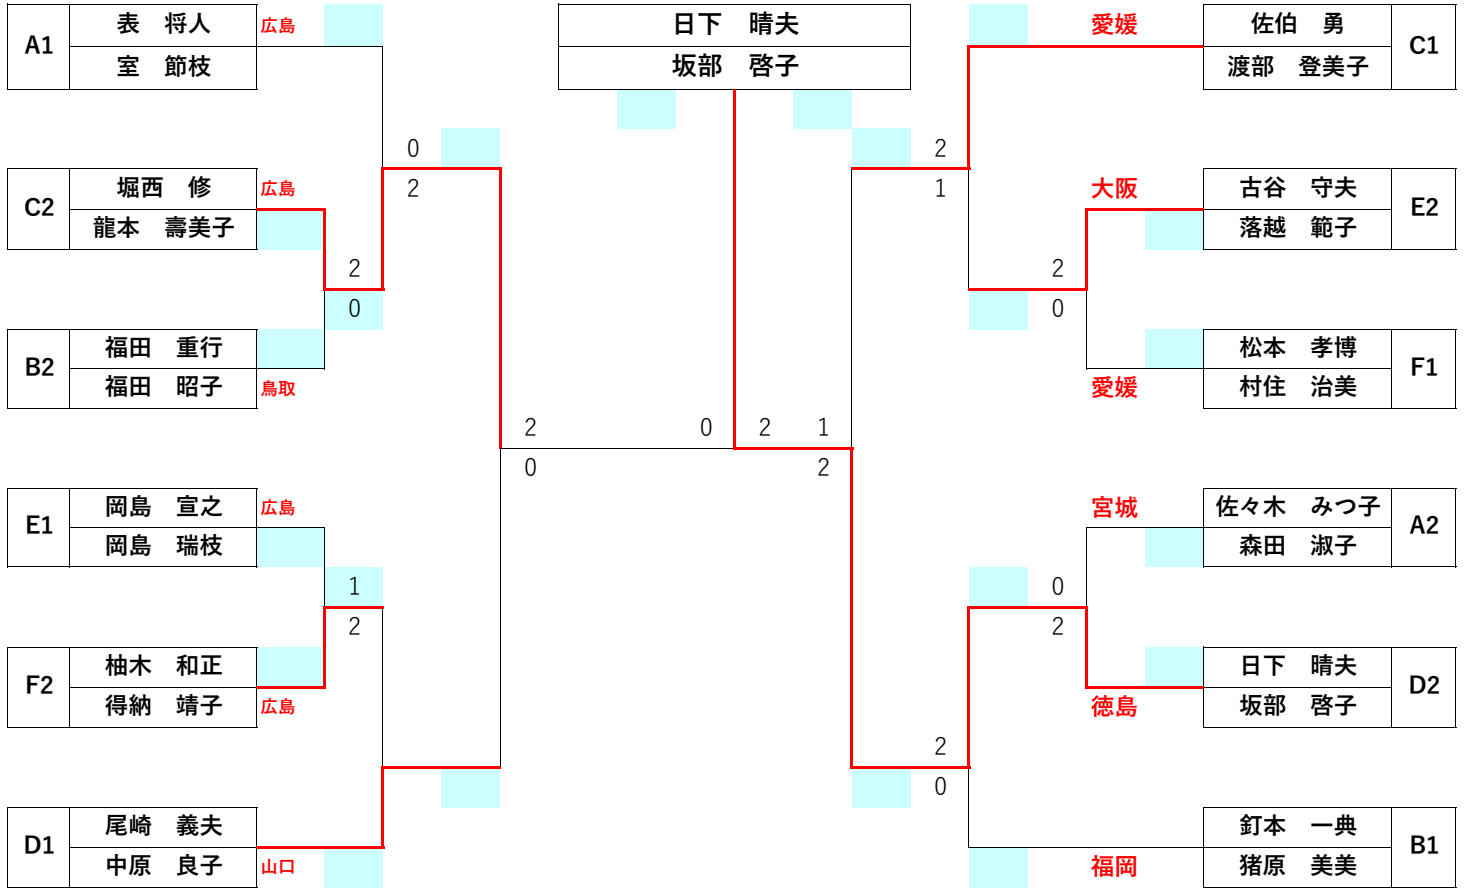 A1
表　将人
室　節枝
広島
C2
堀西　修
龍本　壽美子
広島
B2
福田　重行
福田　昭子
鳥取
E1
岡島　宣之
岡島　瑞枝
広島
F2
柚木　和正
得納　靖子
広島
D1
尾崎　義夫
中原　良子
山口
0
2
2
0
1
2
2
0
日下　晴夫
坂部　啓子
0
2
1
2
2
1
2
0
0
2
2
0
愛媛
佐伯　勇
渡部　登美子
C1
大阪
古谷　守夫
落越　範子
E2
愛媛
松本　孝博
村住　治美
F1
宮城
佐々木　みつ子
森田　淑子
A2
徳島
日下　晴夫
坂部　啓子
D2
福岡
釘本　一典
猪原　美美
B1